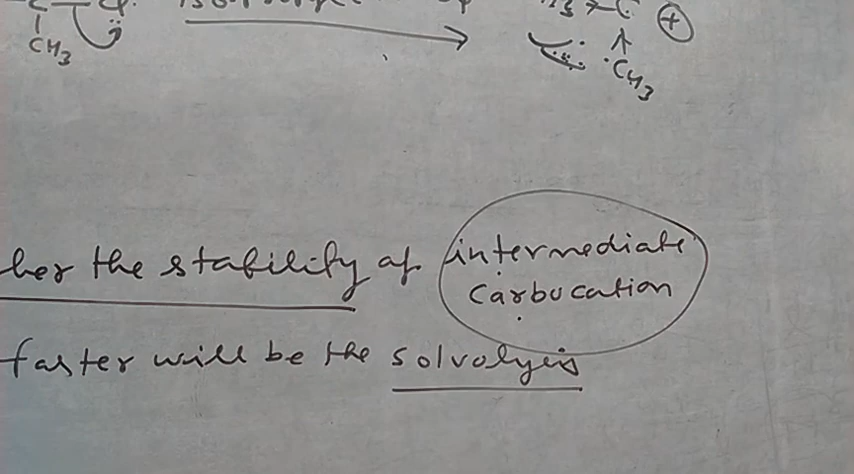 CH3
CH3
her the stability of intermediate
carbocation
faster will be the solvolysis